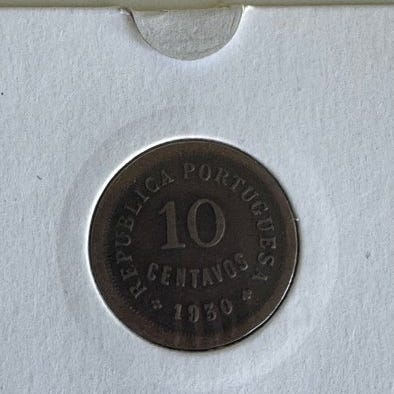 REPUBLICA PORTUGUESA
10
CENTAVOS
1930